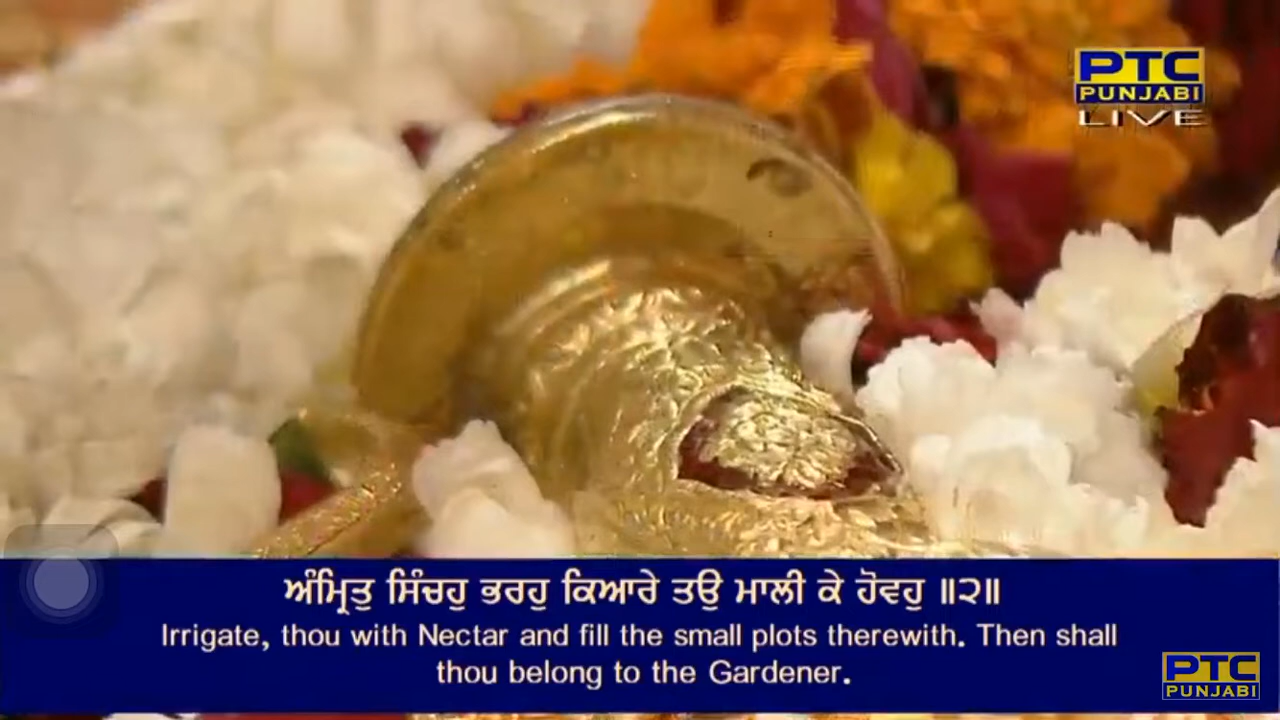 PTC
PUNJABI
LIVE
ਅੰਮ੍ਰਿਤੁ ਸਿੰਚਹੁ ਭਰਹੁ ਕਿਆਰੇ ਤਉ ਮਾਲੀ ਕੇ ਹੋਵਹੁ ॥੨॥
Irrigate, thou with Nectar and fill the small plots therewith. Then shall
thou belong to the Gardener.
PTC
PUNJABI